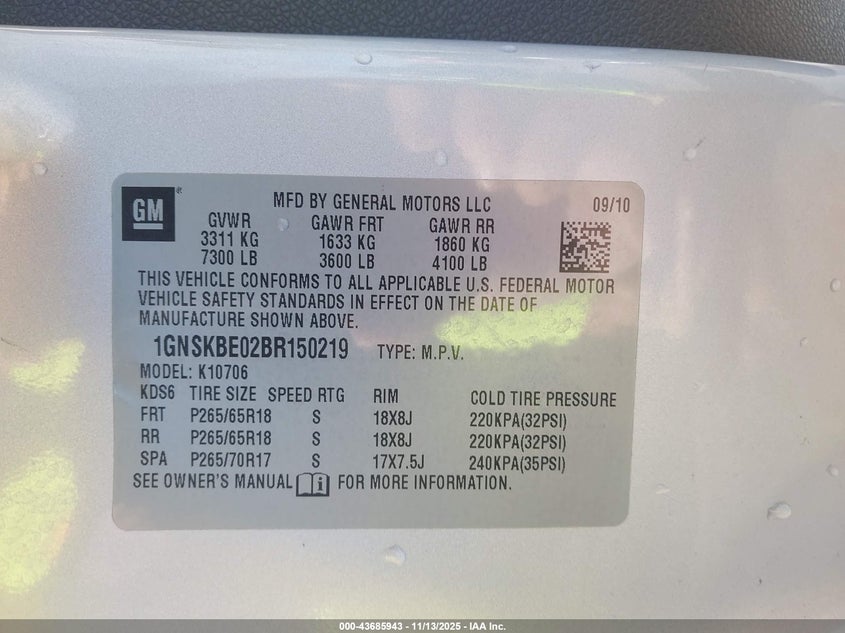 GM
MFD BY GENERAL MOTORS LLC 09/10
GVWR GAWR FRT GAWR RR
3311 KG 1633 KG 1860 KG
7300 LB 3600 LB 4100 LB
THIS VEHICLE CONFORMS TO ALL APPLICABLE U.S. FEDERAL MOTOR
VEHICLE SAFETY STANDARDS IN EFFECT ON THE DATE OF
MANUFACTURE SHOWN ABOVE.
1GNSKBE02BR150219 TYPE: M.P.V.
MODEL: K10706
KDS6 TIRE SIZE SPEED RTG RIM COLD TIRE PRESSURE
FRT P265/65R18 S 18X8J 220KPA(32PSI)
RR P265/65R18 S 18X8J 220KPA(32PSI)
SPA P265/70R17 S 17X7.5J 240KPA(35PSI)
SEE OWNER'S MANUAL i FOR MORE INFORMATION.
000-43685943 - 11/13/2025 - IAA Inc.